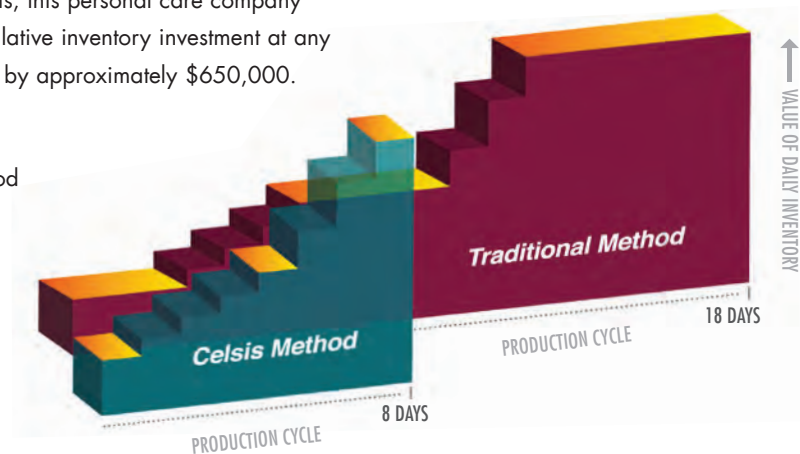 this personal care company
lative inventory investment at any
by approximately $650,000.
Traditional Method
Celsis Method
VALUE OF DAILY INVENTORY
18 DAYS
PRODUCTION CYCLE
8 DAYS
PRODUCTION CYCLE